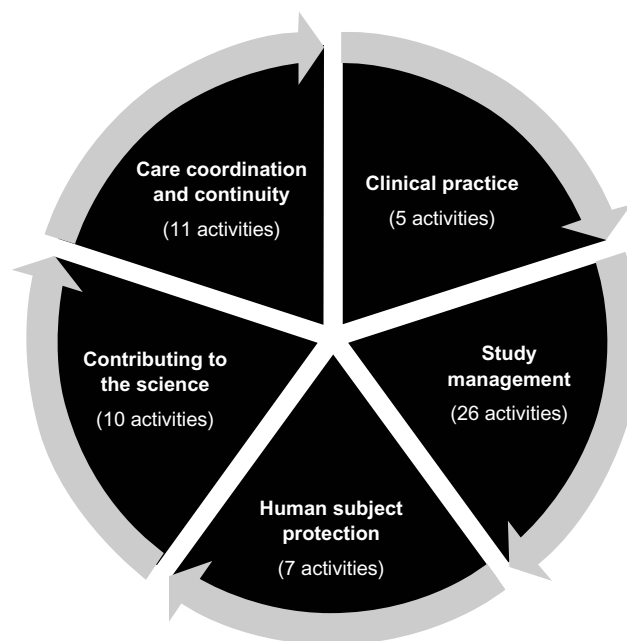 Care coordination
and continuity
(11 activities)
Clinical practice
(5 activities)
Contributing to
the science
(10 activities)
Study
management
(26 activities)
Human subject
protection
(7 activities)